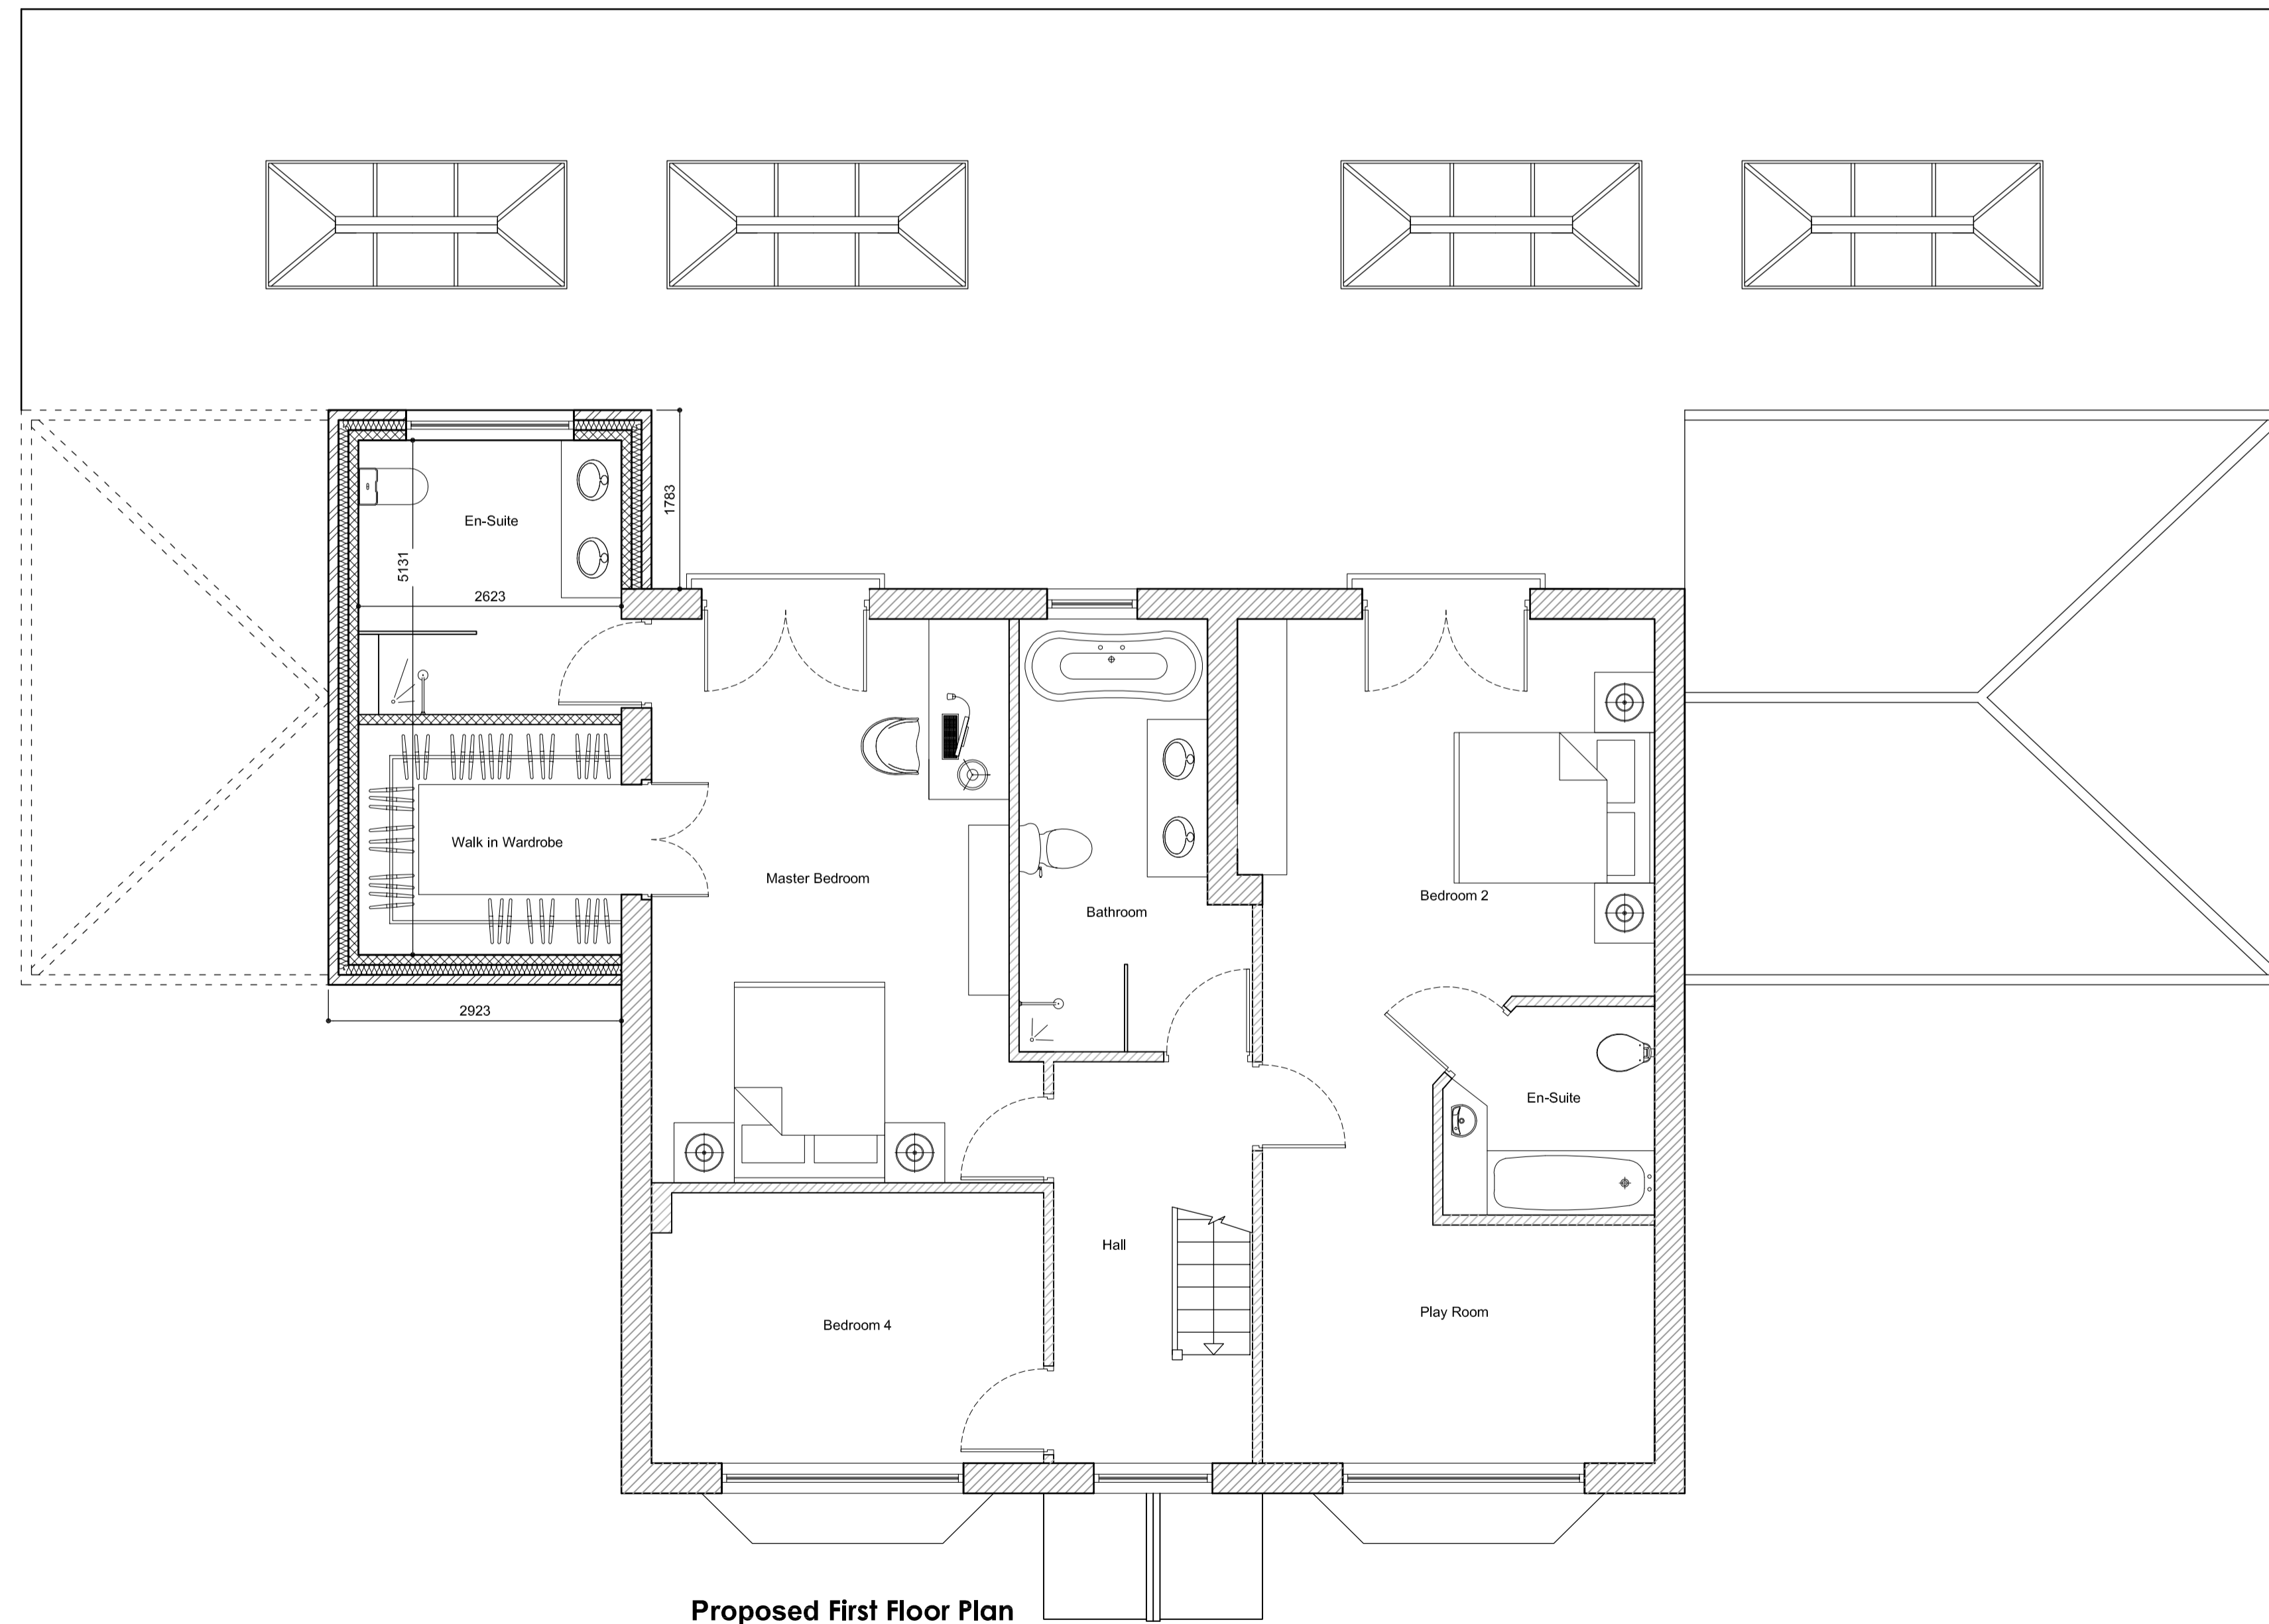 1783
En-Suite
5131
2623
Walk in Wardrobe
Master Bedroom
Bedroom 2
Bathroom
2923
En-Suite
Hall
Play Room
Bedroom 4
Proposed First Floor Plan